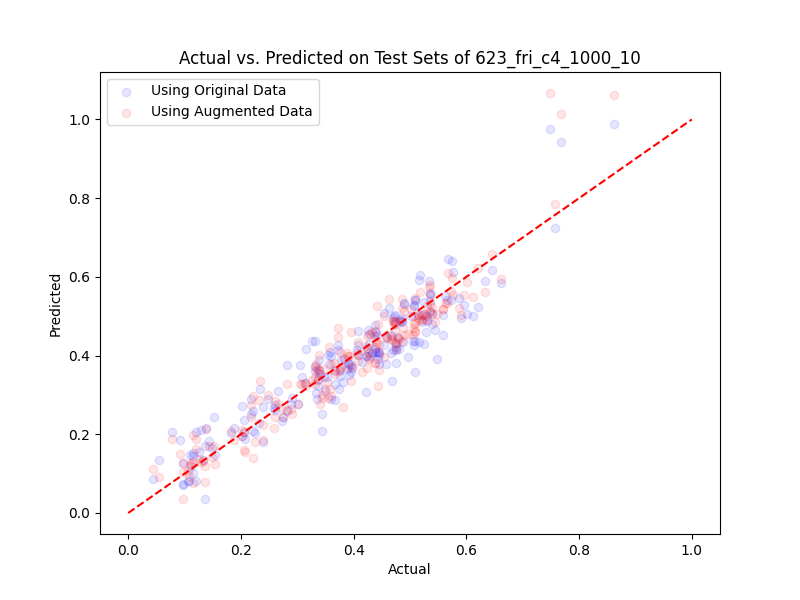 Actual vs. Predicted on Test Sets of 623_fri_c4_1000_10
Using Original Data
Using Augmented Data
1.0
0.8
0.6
0.4
0.2
0.0
Predicted
0.0 0.2 0.4 0.6 0.8 1.0
Actual